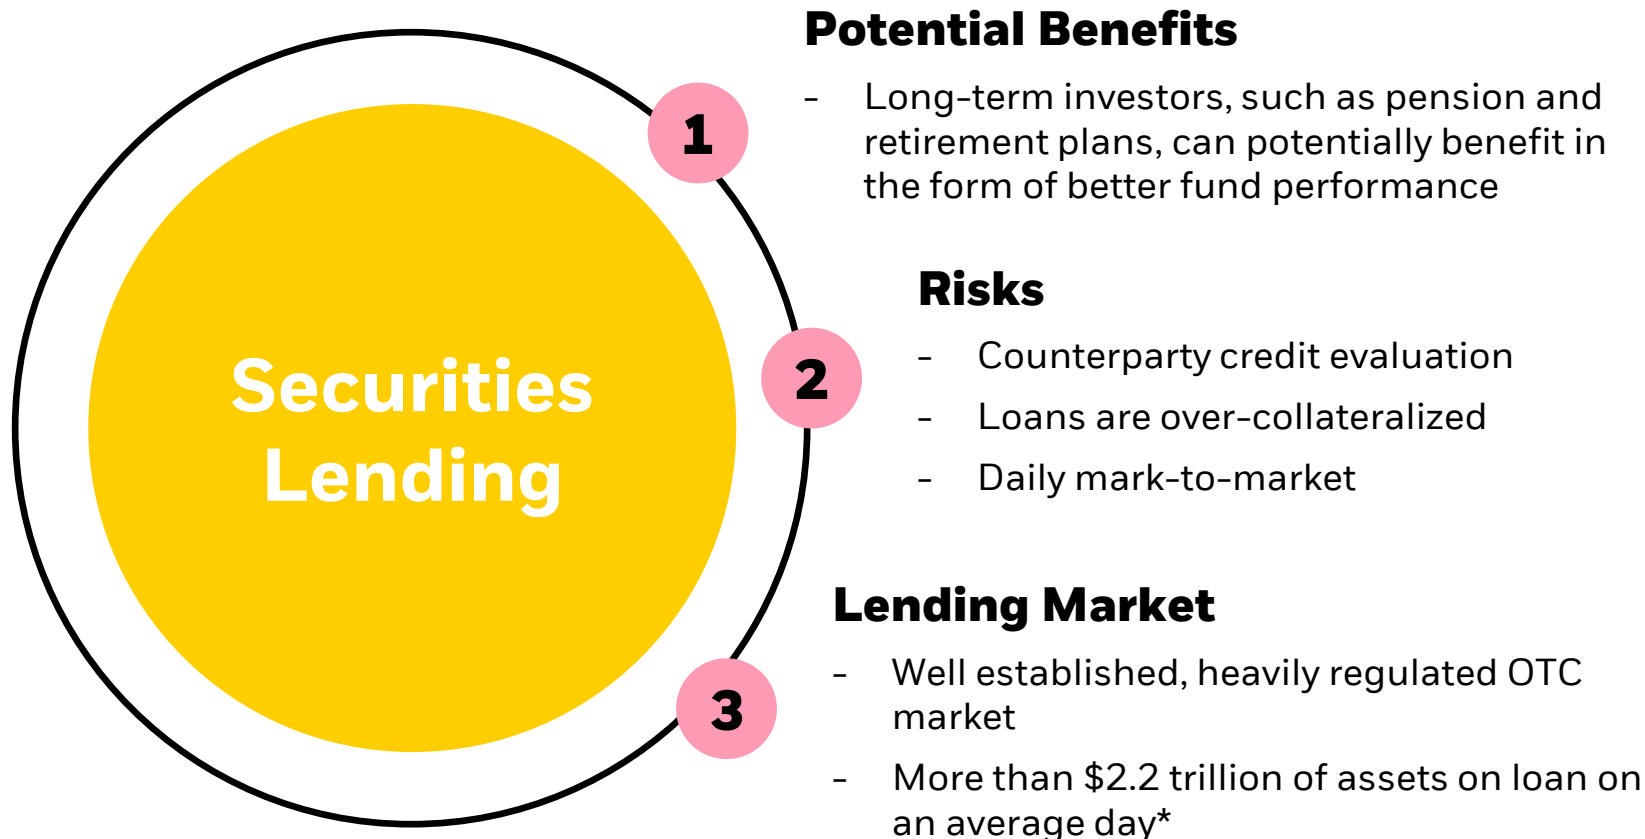 Securities
Lending
1
Potential Benefits
- Long-term investors, such as pension and
retirement plans, can potentially benefit in
the form of better fund performance
2
Risks
- Counterparty credit evaluation
- Loans are over-collateralized
- Daily mark-to-market
3
Lending Market
- Well established, heavily regulated OTC
market
- More than $2.2 trillion of assets on loan on
an average day*